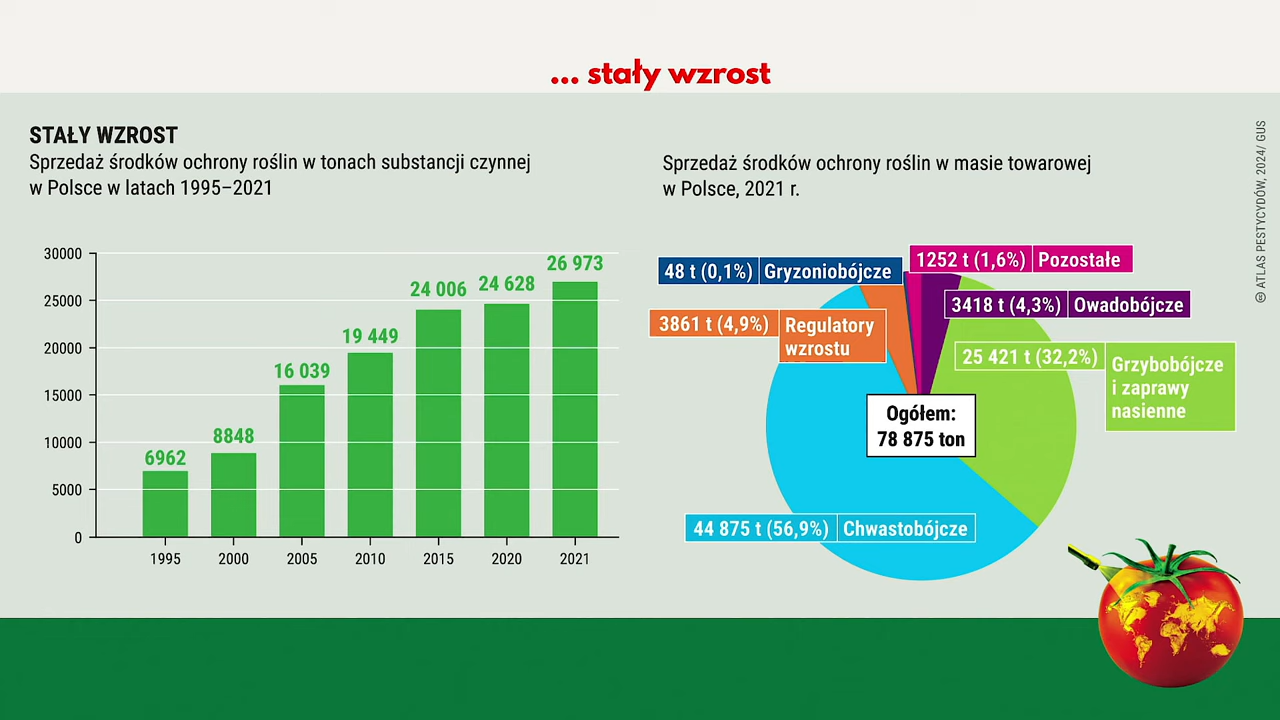 ... stały wzrost
STAŁY WZROST
Sprzedaż środków ochrony roślin w tonach substancji czynnej
w Polsce w latach 1995–2021
30000
25000
20000
15000
10000
5000
0
6962
8848
16 039
19 449
24 006
24 628
26 973
1995
2000
2005
2010
2015
2020
2021
Sprzedaż środków ochrony roślin w masie towarowej
w Polsce, 2021 r.
48 t (0,1%) Gryzoniobójcze
1252 t (1,6%) Pozostałe
3861 t (4,9%) Regulatory
wzrostu
3418 t (4,3%) Owadobójcze
25 421 t (32,2%) Grzybobójcze
i zaprawy
nasienne
Ogółem:
78 875 ton
44 875 t (56,9%) Chwastobójcze
© ATLAS PESTYCYDÓW, 2024/ GUS